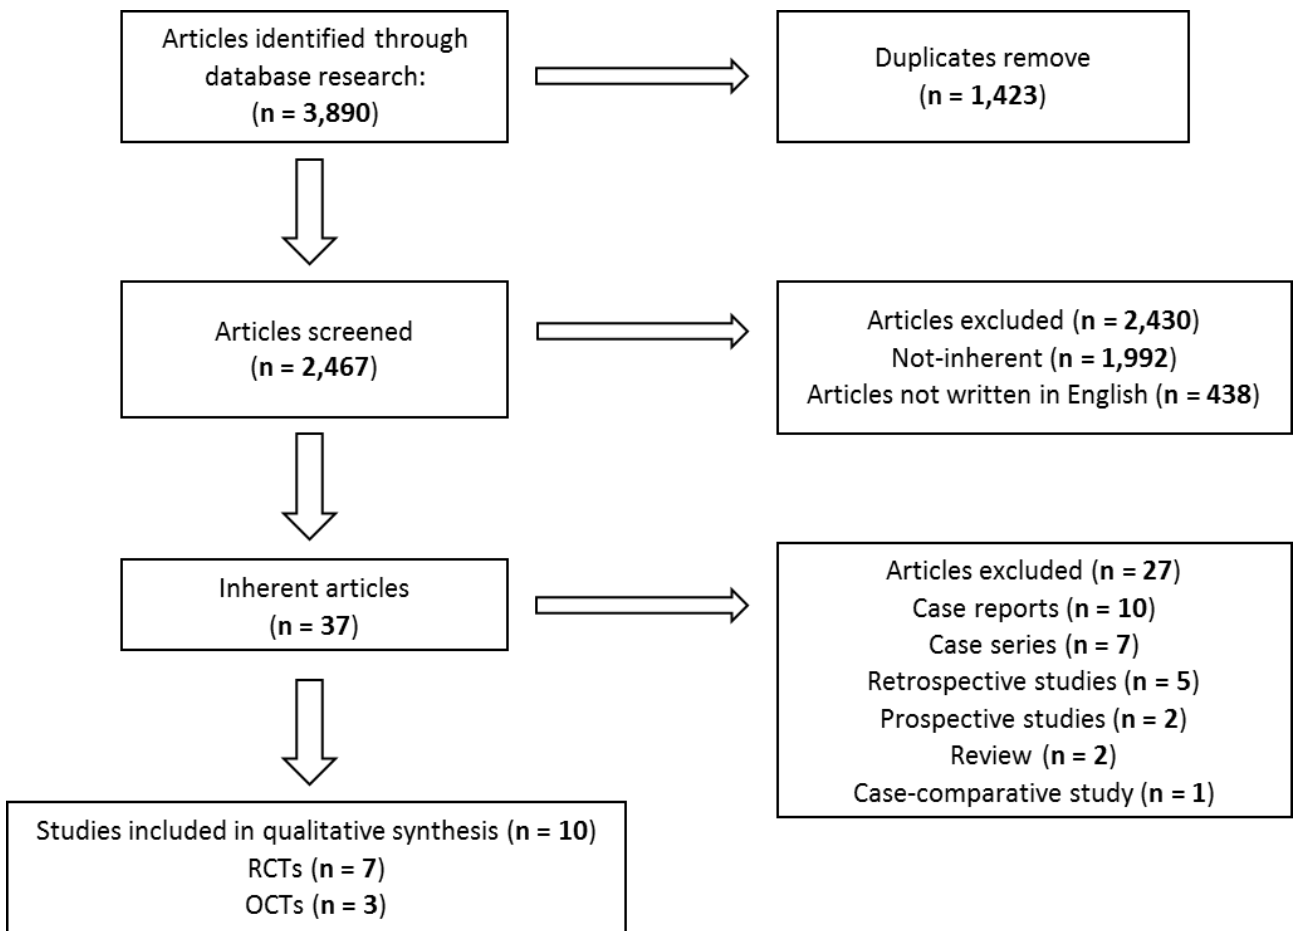 Articles identified through
database research:
(n = 3,890)
Duplicates remove
(n = 1,423)
Articles screened
(n = 2,467)
Articles excluded (n = 2,430)
Not-inherent (n = 1,992)
Articles not written in English (n = 438)
Inherent articles
(n = 37)
Articles excluded (n = 27)
Case reports (n = 10)
Case series (n = 7)
Retrospective studies (n = 5)
Prospective studies (n = 2)
Review (n = 2)
Case-comparative study (n = 1)
Studies included in qualitative synthesis (n = 10)
RCTs (n = 7)
OCTs (n = 3)